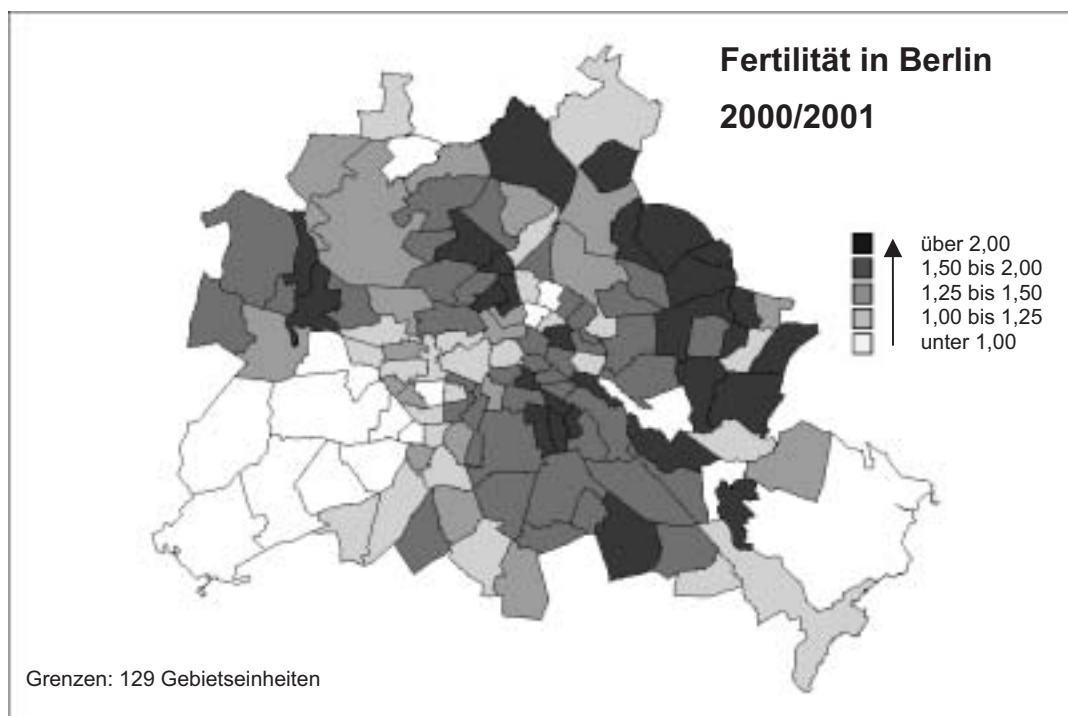 Fertilität in Berlin
2000/2001
über 2,00
1,50 bis 2,00
1,25 bis 1,50
1,00 bis 1,25
unter 1,00
Grenzen: 129 Gebietseinheiten